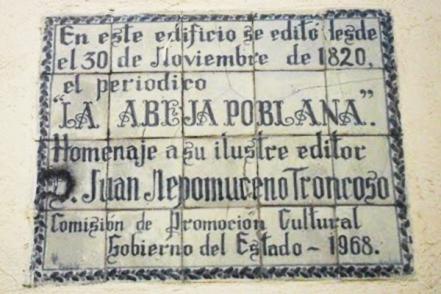 En este edificio se editó desde
el 30 de Noviembre de 1820,
el periodico
"LA ABEJA POBLANA".
Homenaje a su ilustre editor
D. Juan Nepomuceno Troncoso
Comisión de Promoción Cultural
Gobierno del Estado - 1968.